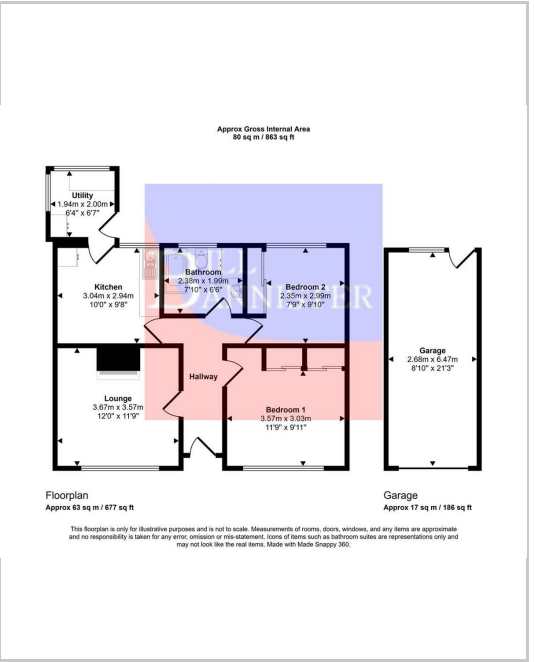 Approx Gross Internal Area
80 sq m / 863 sq ft
Utility
1.94m x 2.00m
6'4" x 6'7"
Kitchen
3.04m x 2.94m
10'0" x 9'8"
Bathroom
2.38m x 1.99m
7'10" x 6'6"
Bedroom 2
2.35m x 2.99m
7'9" x 9'10"
BILL
BANNISTER
Lounge
3.67m x 3.57m
12'0" x 11'9"
Hallway
Bedroom 1
3.57m x 3.03m
11'9" x 9'11"
Garage
2.68m x 6.47m
8'10" x 21'3"
Floorplan
Approx 63 sq m / 677 sq ft
Garage
Approx 17 sq m / 186 sq ft
This floorplan is only for illustrative purposes and is not to scale. Measurements of rooms, doors, windows, and any items are approximate
and no responsibility is taken for any error, omission or mis-statement. Icons of items such as bathroom suites are representations only and
may not look like the real items. Made with Made Snappy 360.